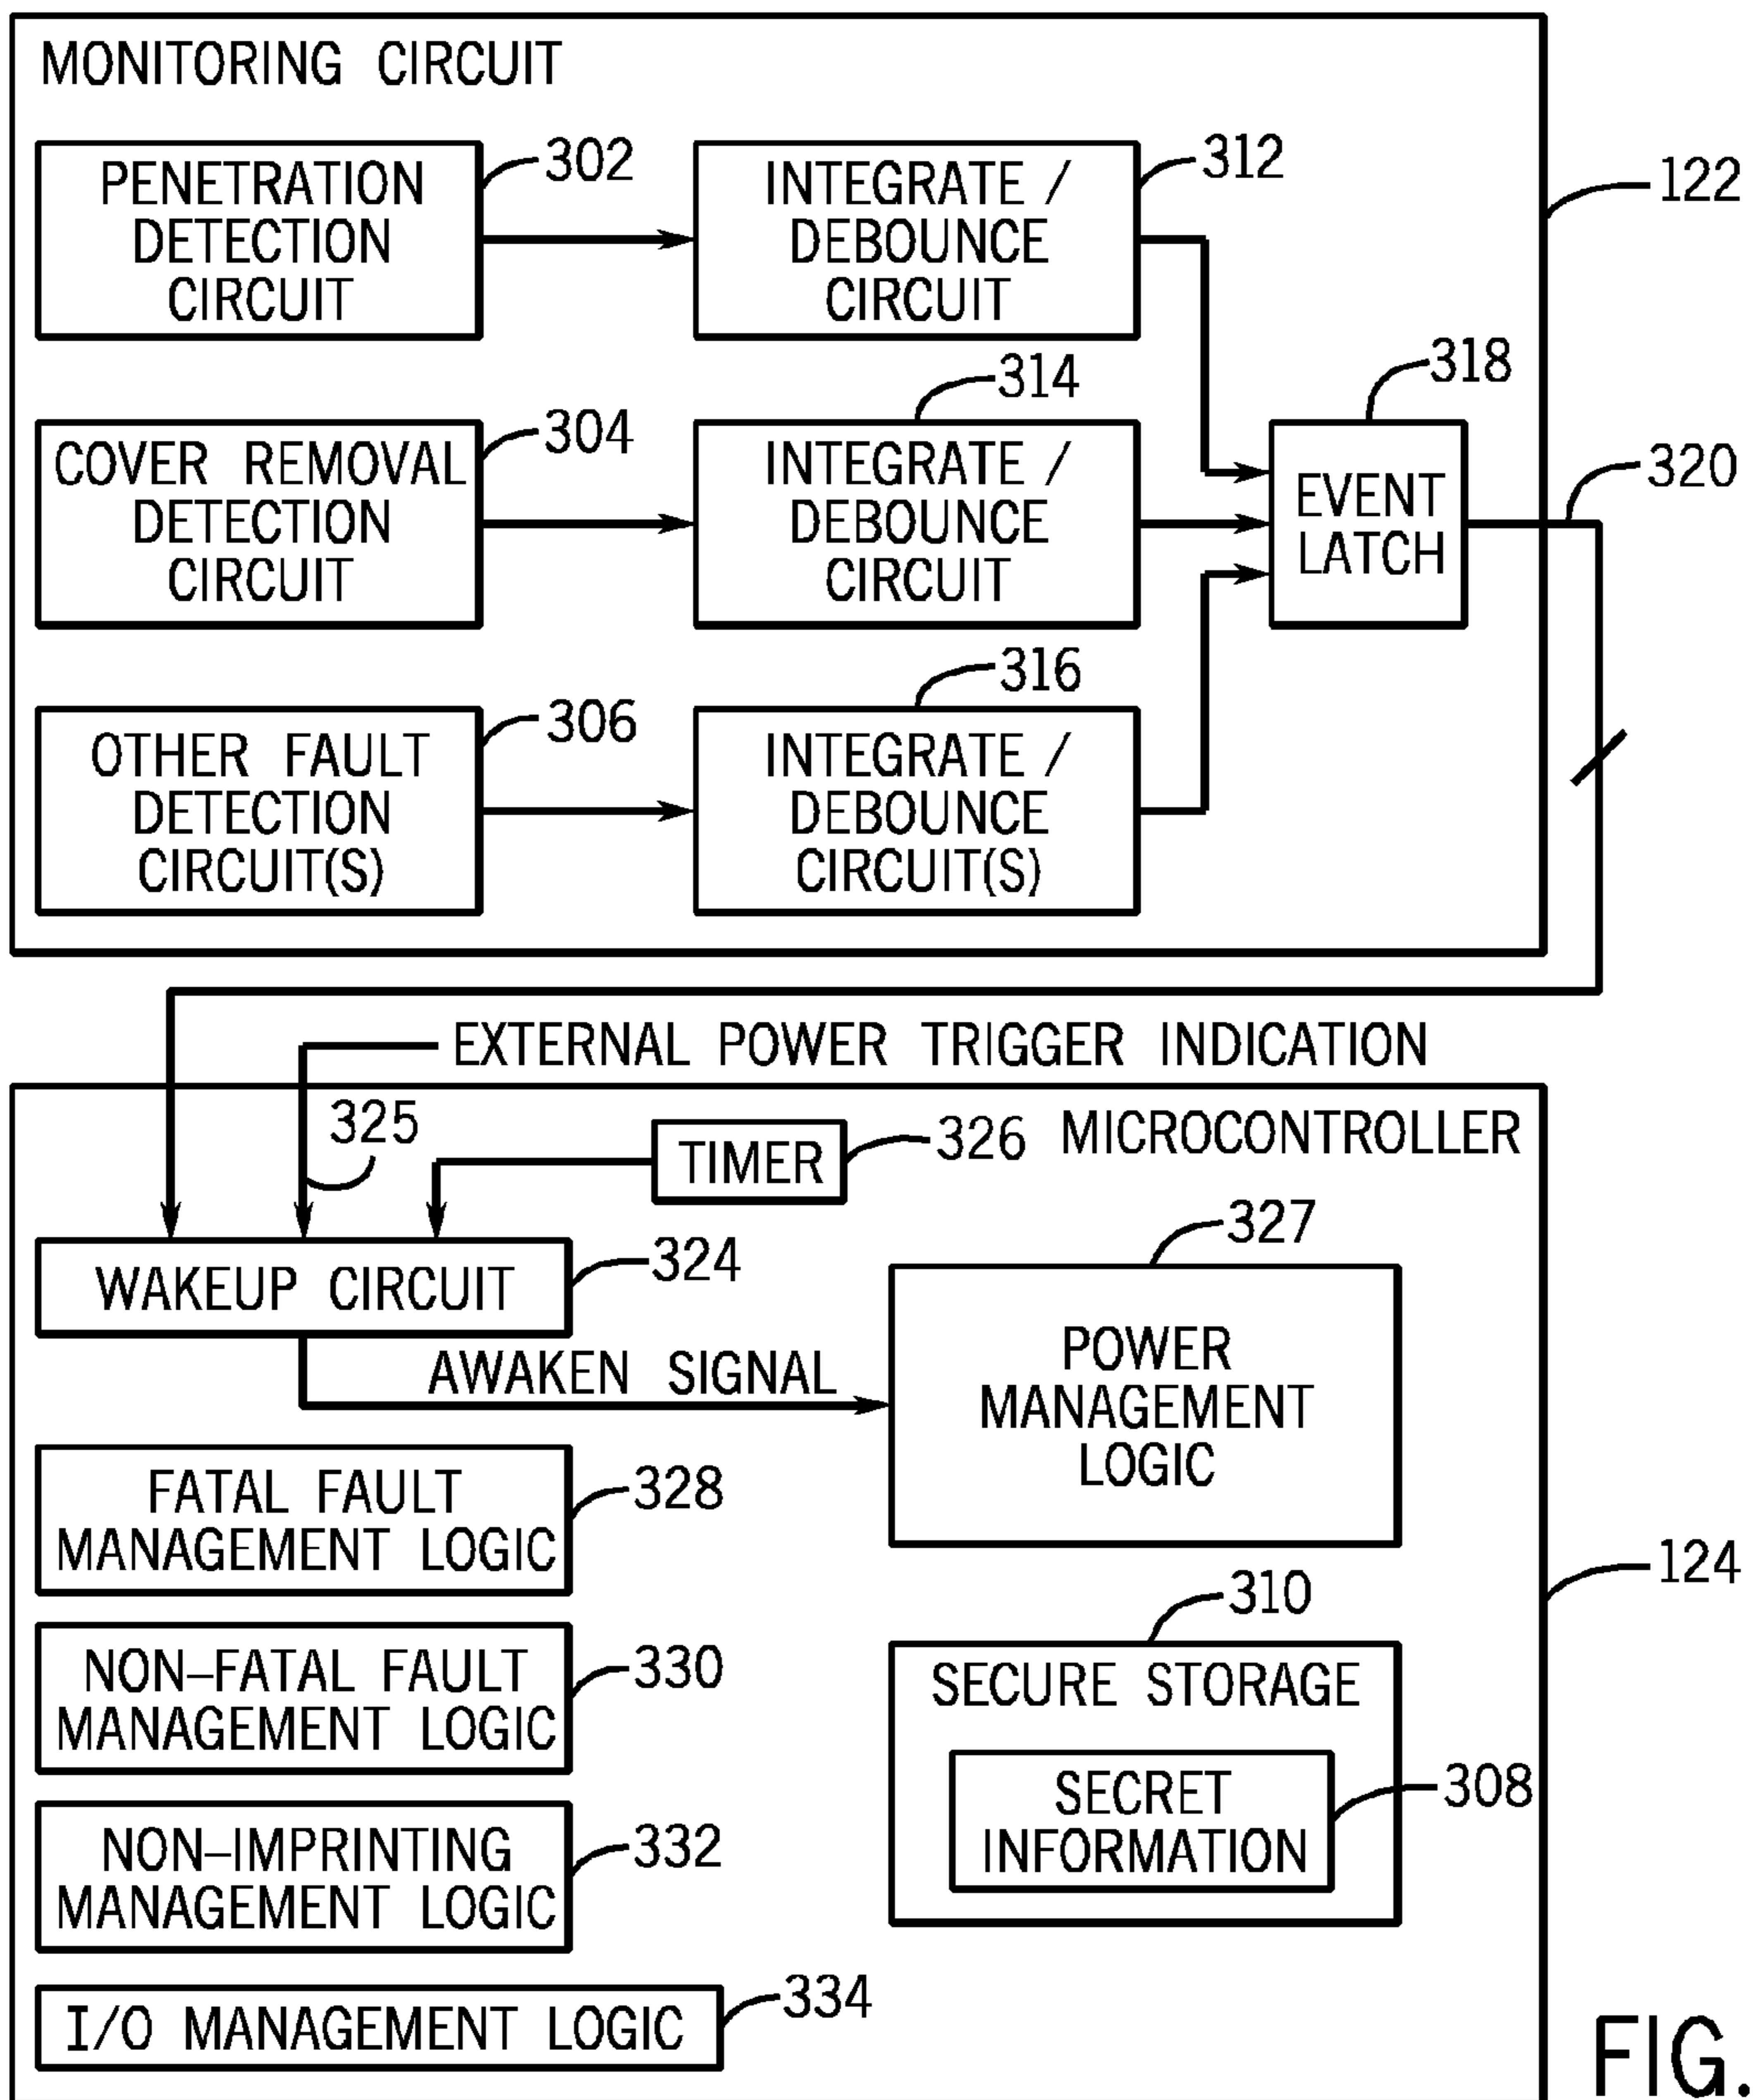 MONITORING CIRCUIT
PENETRATION
DETECTION
CIRCUIT
302
INTEGRATE /
DEBOUNCE
CIRCUIT
312
122
COVER REMOVAL
DETECTION
CIRCUIT
304
INTEGRATE /
DEBOUNCE
CIRCUIT
314
EVENT
LATCH
318
320
OTHER FAULT
DETECTION
CIRCUIT(S)
306
INTEGRATE /
DEBOUNCE
CIRCUIT(S)
316
EXTERNAL POWER TRIGGER INDICATION
325
TIMER
326
MICROCONTROLLER
WAKEUP CIRCUIT
324
327
AWAKEN SIGNAL
POWER
MANAGEMENT
LOGIC
FATAL FAULT
MANAGEMENT LOGIC
328
124
310
NON–FATAL FAULT
MANAGEMENT LOGIC
330
SECURE STORAGE
SECRET
INFORMATION
308
NON–IMPRINTING
MANAGEMENT LOGIC
332
I/O MANAGEMENT LOGIC
334
FIG.